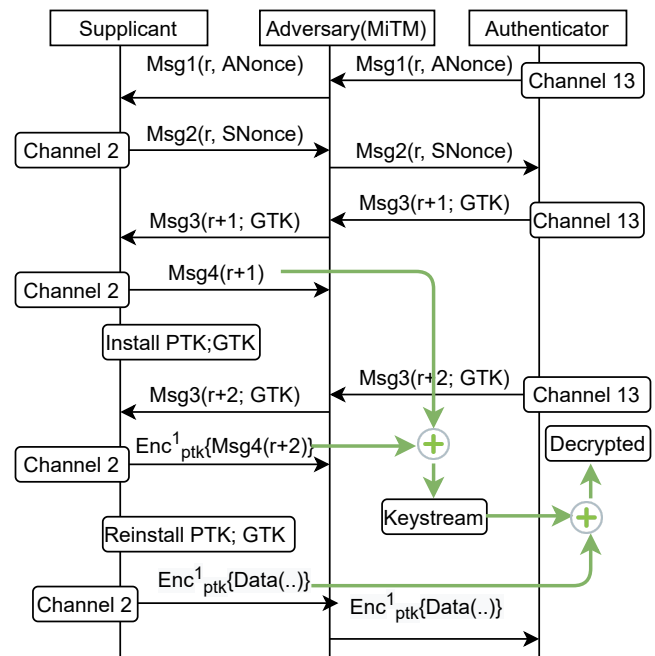 Supplicant
Adversary(MiTM)
Authenticator
Msg1(r, ANonce)
Msg1(r, ANonce)
Channel 13
Channel 2
Msg2(r, SNonce)
Msg2(r, SNonce)
Msg3(r+1; GTK)
Msg3(r+1; GTK)
Channel 13
Channel 2
Msg4(r+1)
Install PTK;GTK
Msg3(r+2; GTK)
Msg3(r+2; GTK)
Channel 13
Channel 2
Enc¹ptk{Msg4(r+2)}
Decrypted
Keystream
Reinstall PTK; GTK
Channel 2
Enc¹ptk{Data(..)}
Enc¹ptk{Data(..)}